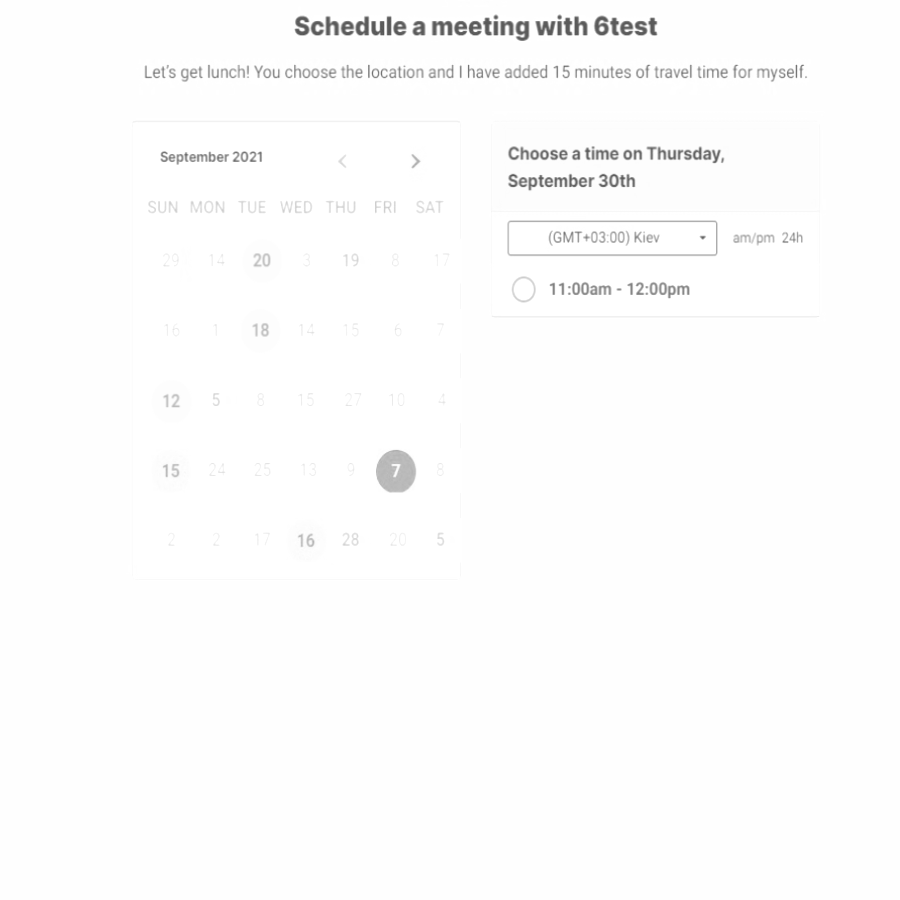 Schedule a meeting with 6test
Let's get lunch! You choose the location and I have added 15 minutes of travel time for myself.
September 2021
SUN MON TUE WED THU FRI SAT
29 14 20 3 19 8 17
16 1 18 14 15 6 7
12 5 8 15 27 10 4
15 24 25 13 9 7 8
2 2 17 16 28 20 5
Choose a time on Thursday,
September 30th
(GMT+03:00) Kiev am/pm 24h
11:00am - 12:00pm